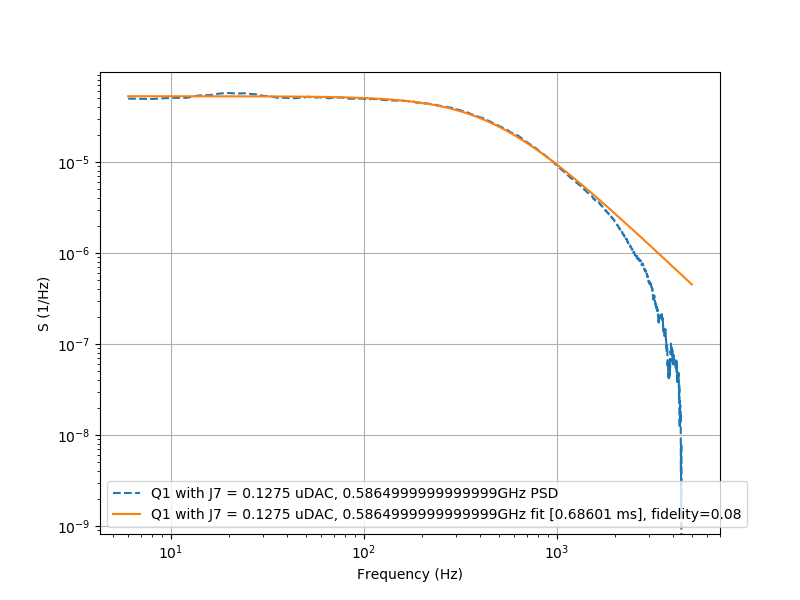 10⁻⁵
10⁻⁶
10⁻⁷
10⁻⁸
10⁻⁹
S (1/Hz)
Q1 with J7 = 0.1275 uDAC, 0.5864999999999999GHz PSD
Q1 with J7 = 0.1275 uDAC, 0.5864999999999999GHz fit [0.68601 ms], fidelity=0.08
10¹ 10² 10³
Frequency (Hz)